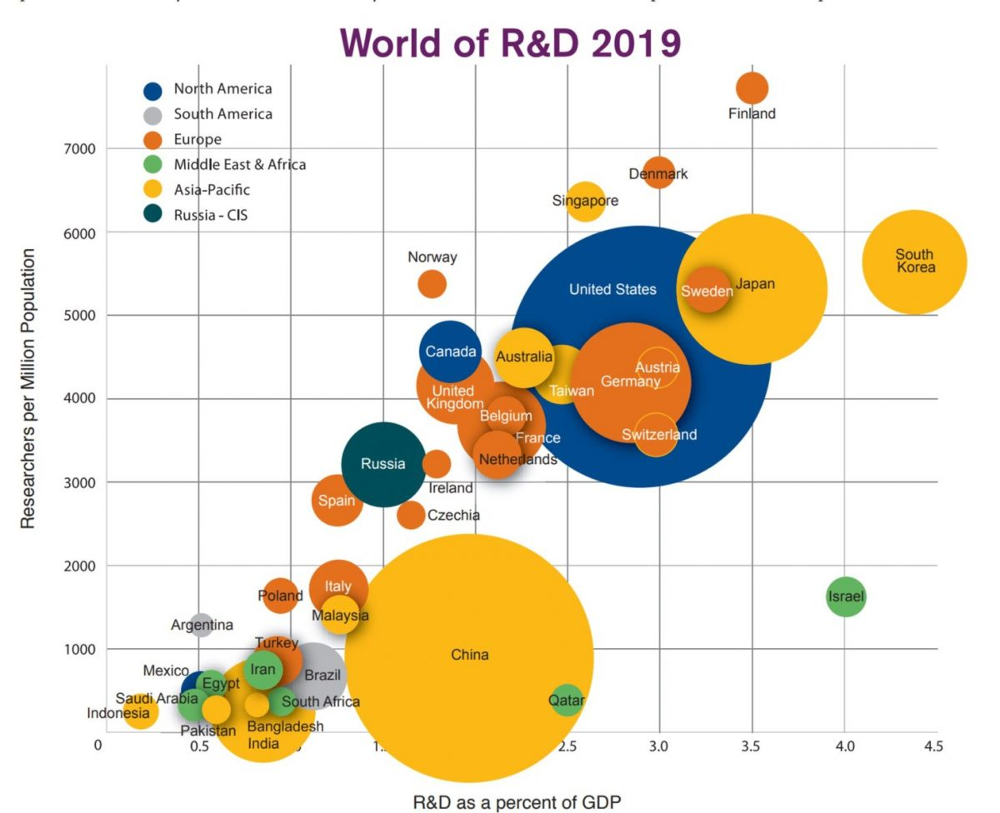 World of R&D 2019
North America
South America
Europe
Middle East & Africa
Asia-Pacific
Russia - CIS
Researchers per Million Population
7000
6000
5000
4000
3000
2000
1000
Finland
Denmark
Singapore
Norway
South
Korea
United States
Sweden
Japan
Canada
Australia
Austria
Germany
Taiwan
United
Kingdom
Belgium
France
Switzerland
Netherlands
Russia
Ireland
Spain
Czechia
Italy
Poland
Malaysia
Israel
Argentina
Turkey
China
Mexico
Iran
Brazil
Egypt
Saudi Arabia
South Africa
Qatar
Indonesia
Pakistan
Bangladesh
India
0
0.5
1.
2.5
3.0
3.5
4.0
4.5
R&D as a percent of GDP